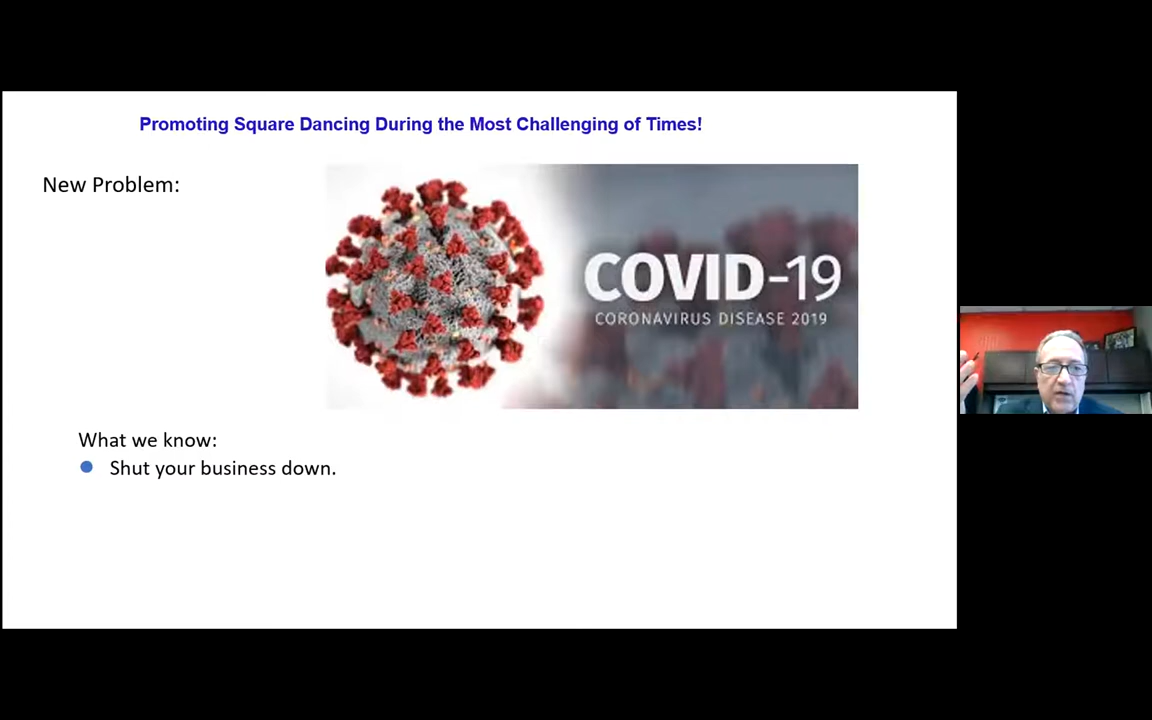 Promoting Square Dancing During the Most Challenging of Times!
New Problem:
COVID-19
CORONAVIRUS DISEASE 2019
What we know:
Shut your business down.